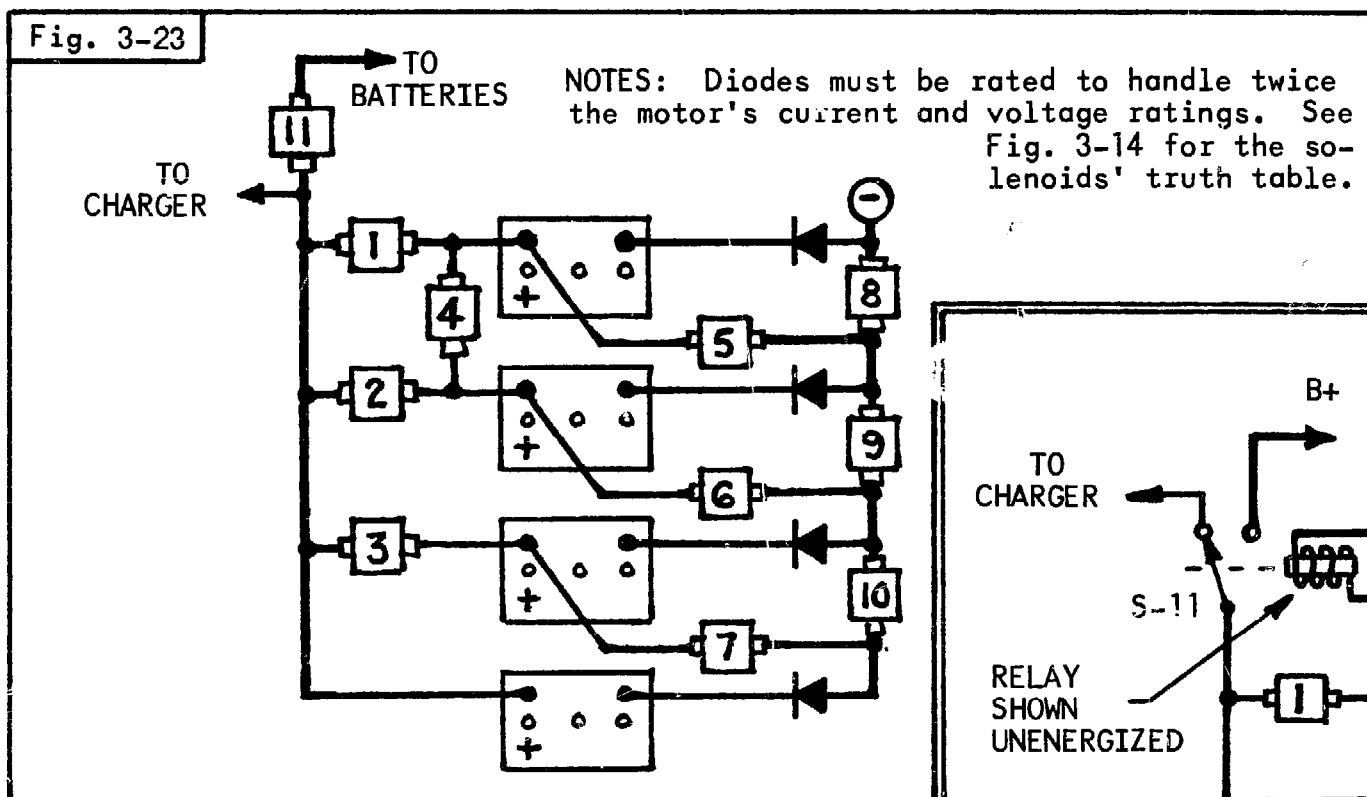 Fig. 3-23
TO
BATTERIES
NOTES: Diodes must be rated to handle twice
the motor's current and voltage ratings. See
Fig. 3-14 for the so-
lenoids' truth table.
11
TO
CHARGER
-
1
8
4
+
5
2
9
+
6
3
10
+
7
+
B+
TO
CHARGER
S-11
RELAY
SHOWN
UNENERGIZED
1